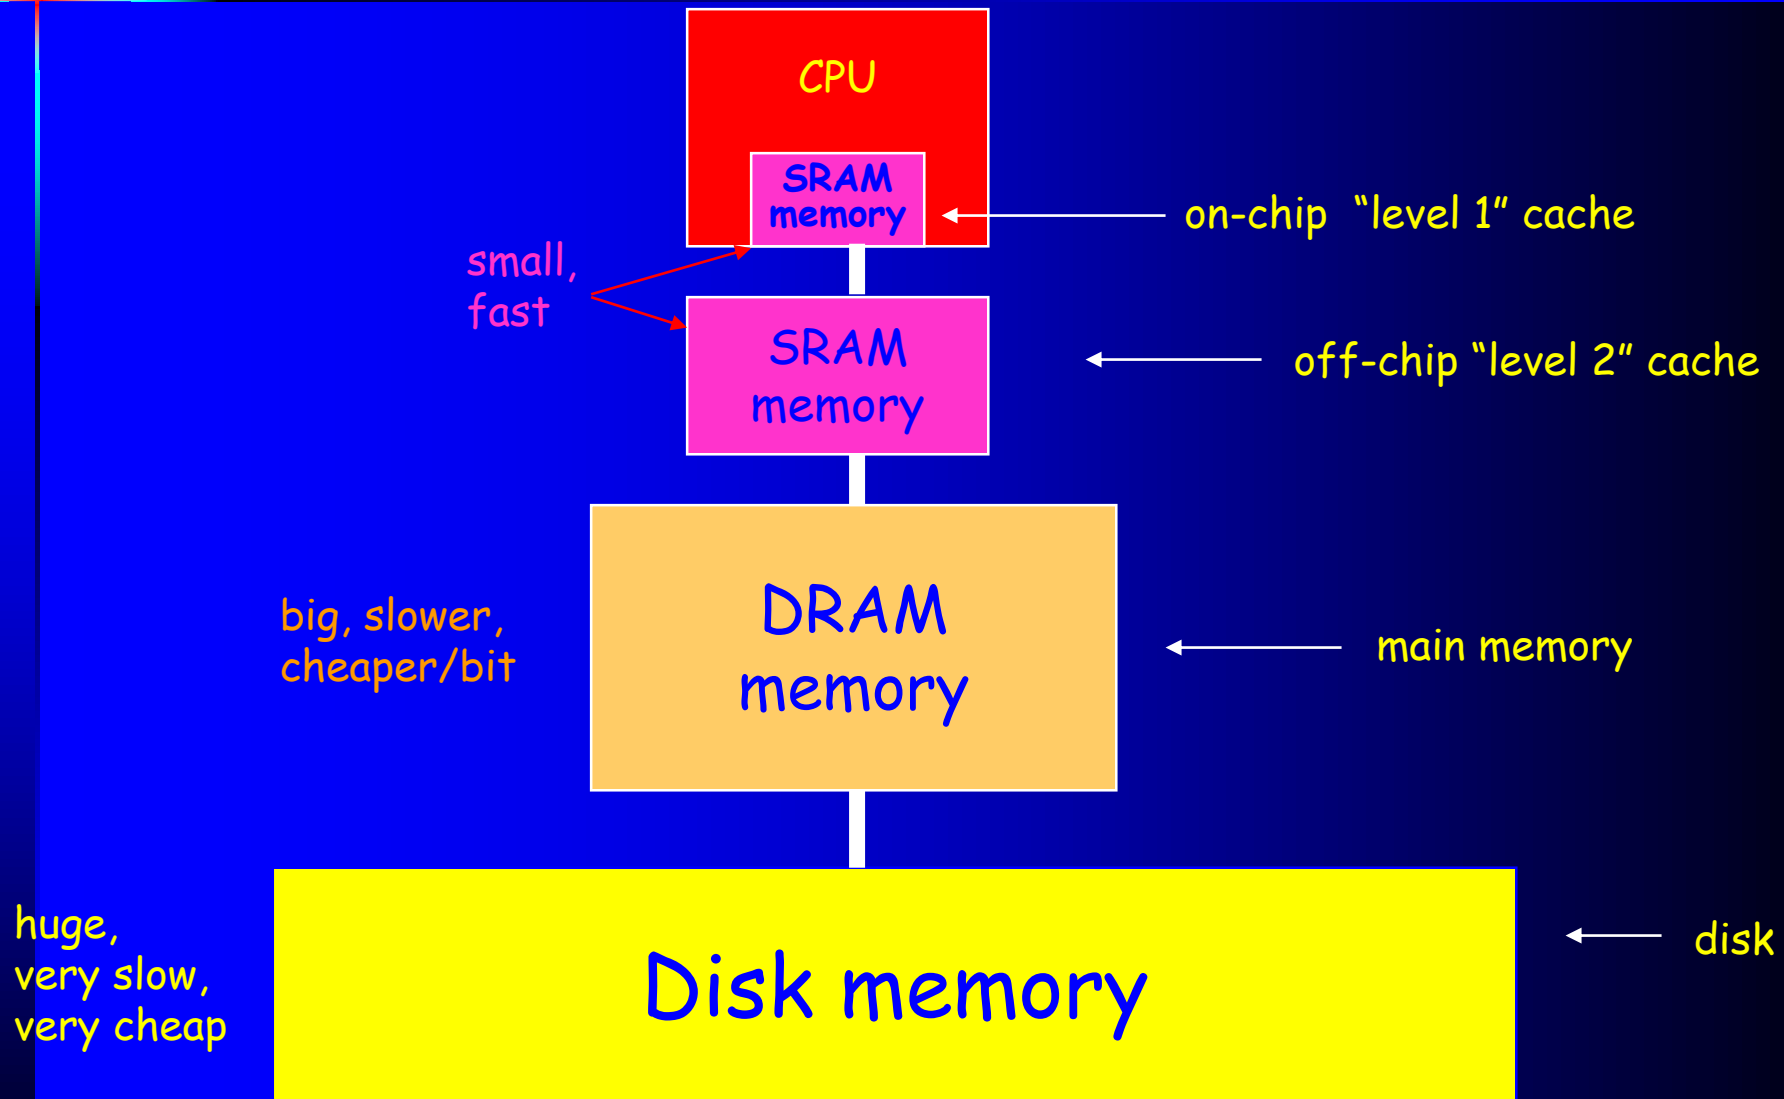 CPU
SRAM
memory
on-chip  “level 1” cache
small,
fast
SRAM
memory
off-chip “level 2” cache
DRAM
memory
big, slower,
cheaper/bit
main memory
huge,
very slow,
very cheap
Disk memory
disk